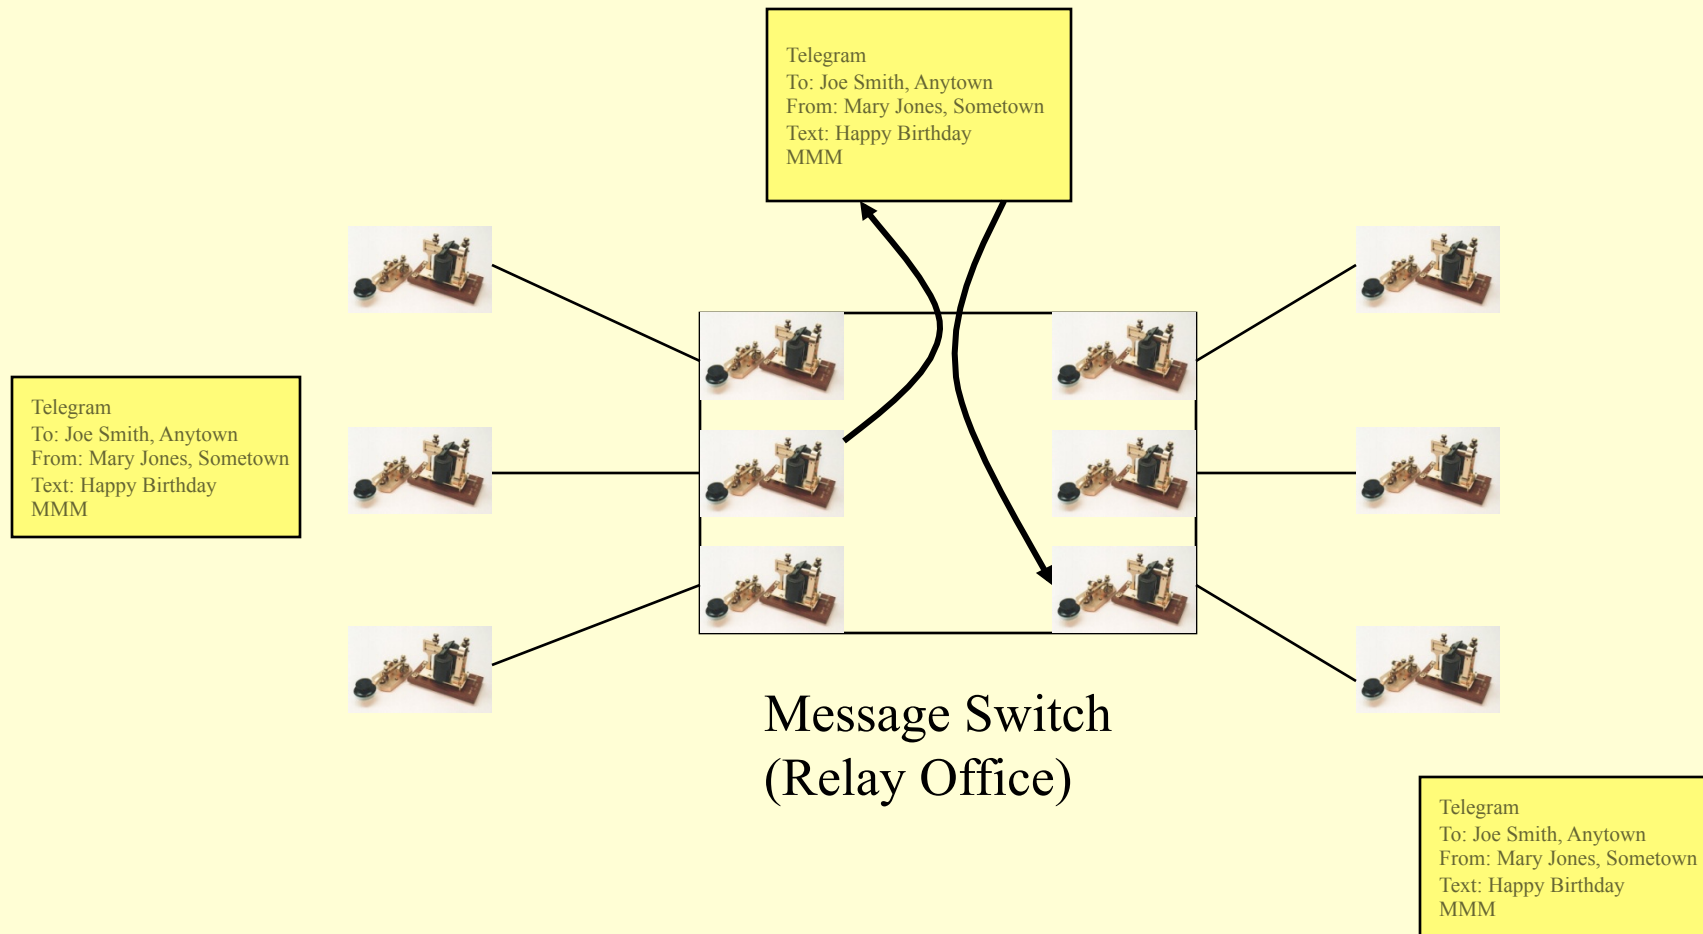 Telegram
To: Joe Smith, Anytown
From: Mary Jones, Sometown
Text: Happy Birthday
MMM
Telegram
To: Joe Smith, Anytown
From: Mary Jones, Sometown
Text: Happy Birthday
MMM
Message Switch
(Relay Office)
Telegram
To: Joe Smith, Anytown
From: Mary Jones, Sometown
Text: Happy Birthday
MMM